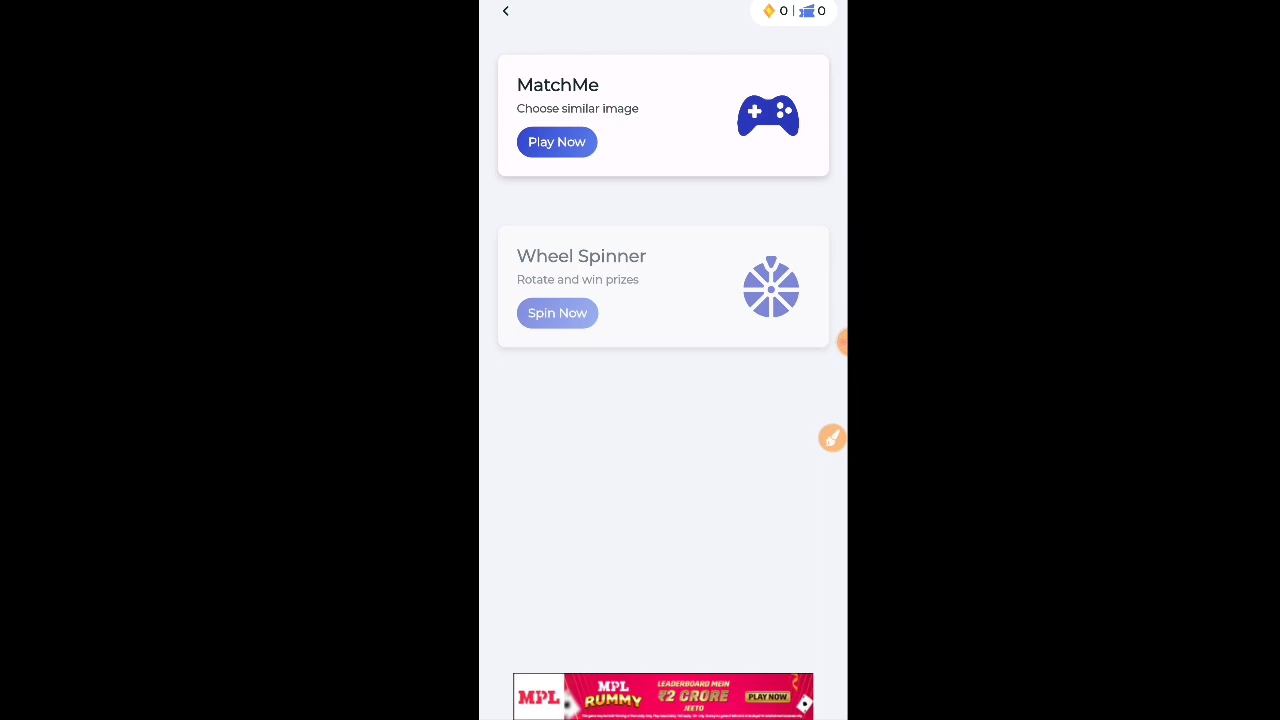 0 | 0
MatchMe
Choose similar image
Play Now
Wheel Spinner
Rotate and win prizes
Spin Now
MPL
MPL
RUMMY
LEADERBOARD MEIN
₹2 CRORE
JEETO
PLAY NOW